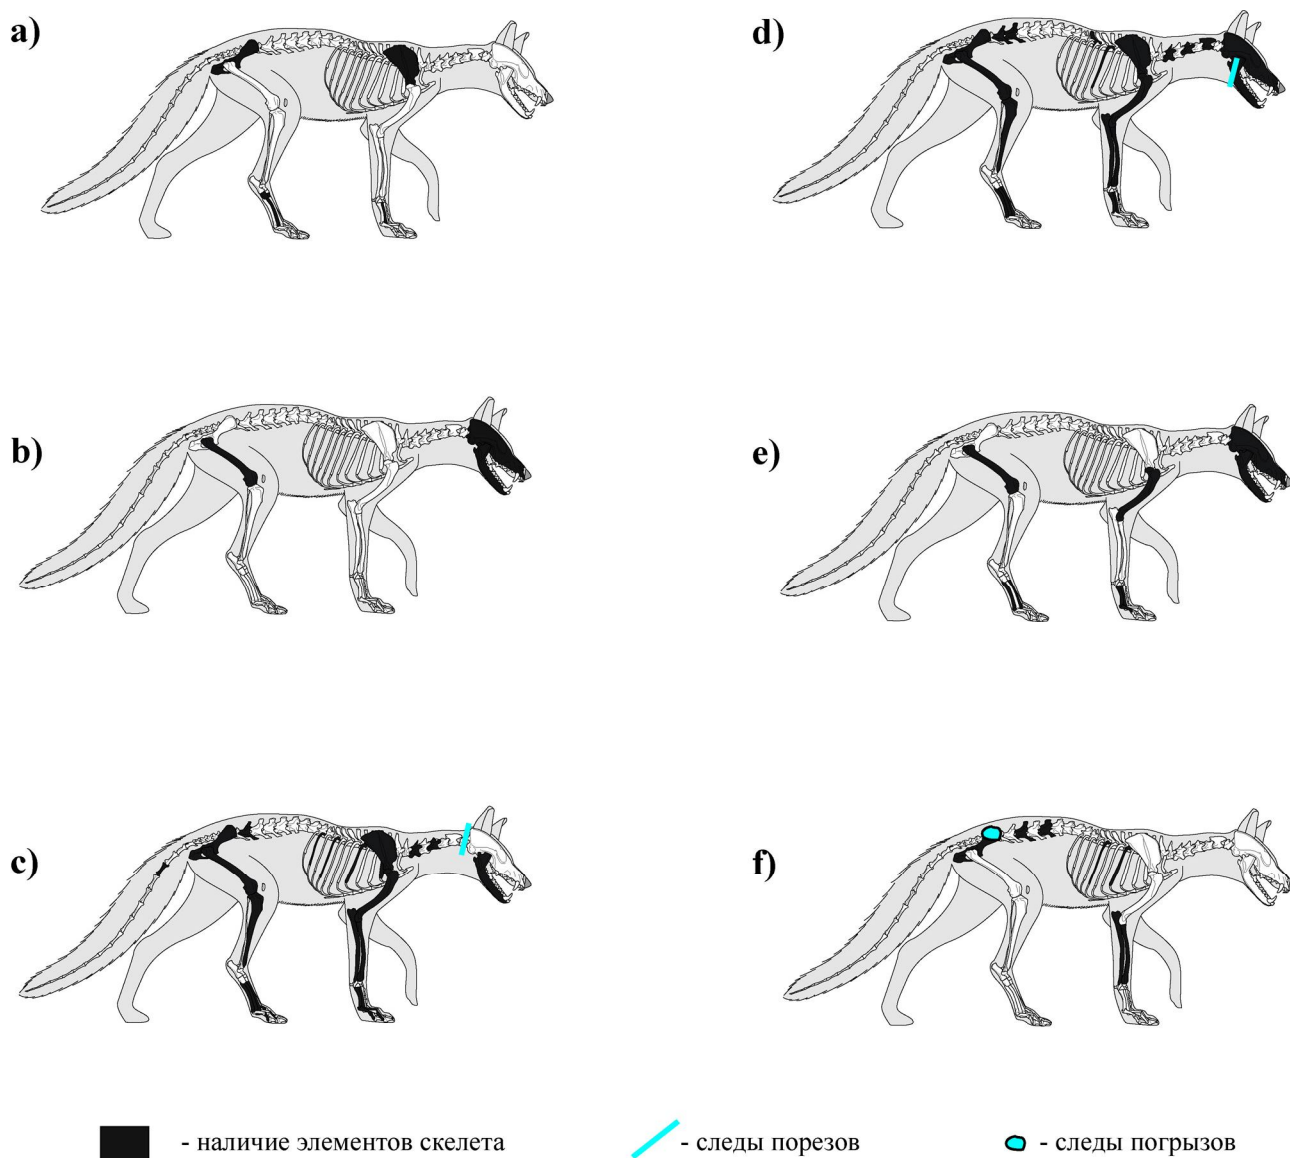 a)
d)
b)
e)
c)
f)
- наличие элементов скелета
- следы порезов
- следы погрызов